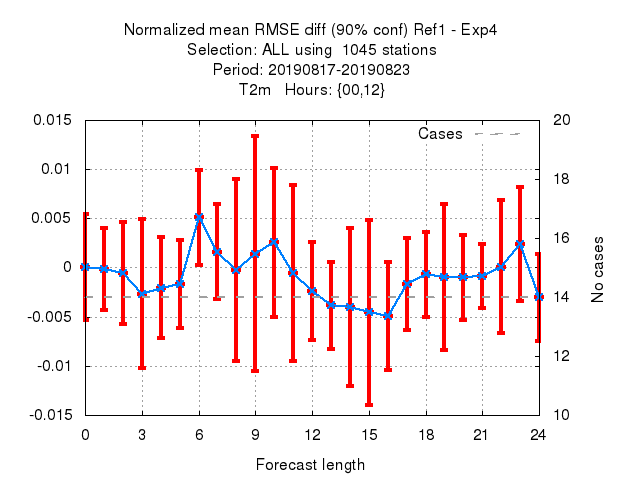 Normalized mean RMSE diff (90% conf) Ref1 - Exp4
Selection: ALL using  1045 stations
Period: 20190817-20190823
T2m   Hours: {00,12}
0.015
0.01
0.005
0
-0.005
-0.01
-0.015
Cases
20
18
16
14
12
10
No cases
0 3 6 9 12 15 18 21 24
Forecast length